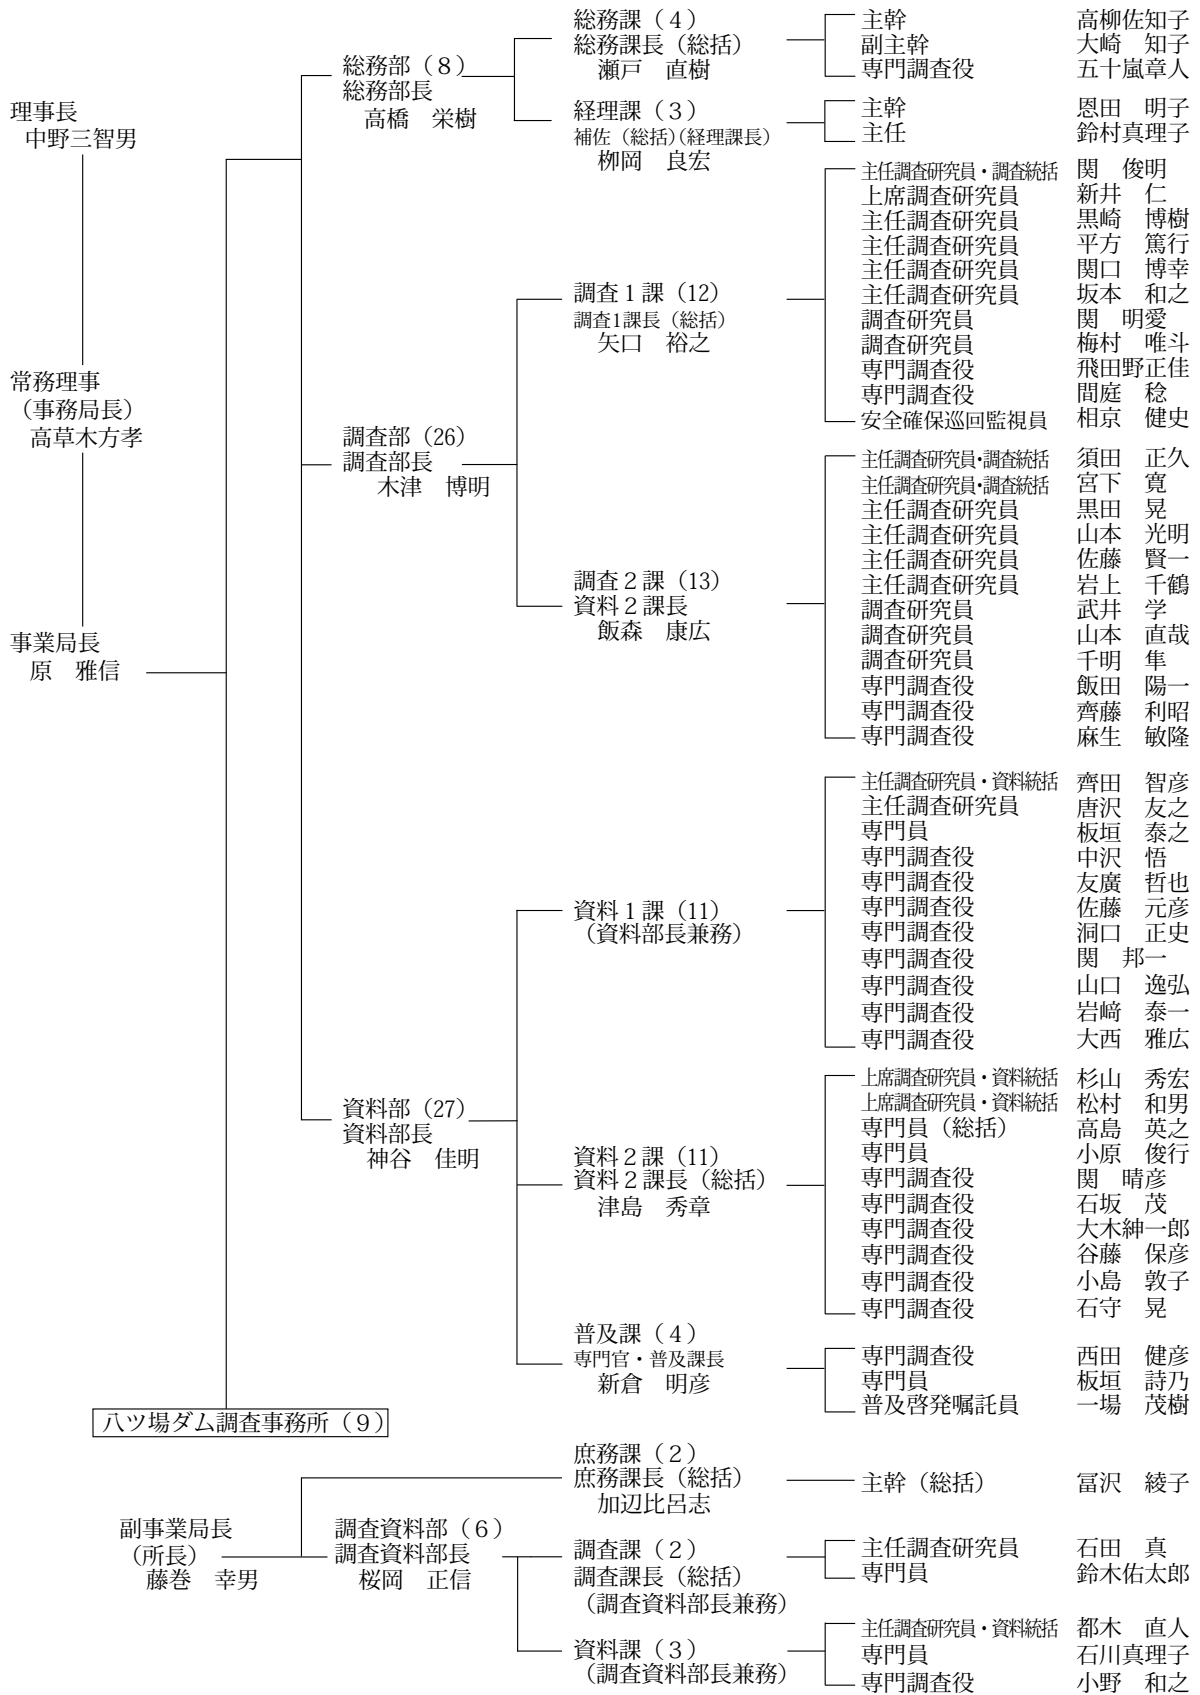 理事長
中野三智男
常務理事
（事務局長）
高草木方孝
事業局長
原　雅信
総務部（８）
総務部長
高橋　栄樹
総務課（４）
総務課長（総括）
瀬戸　直樹
主幹　高柳佐知子
副主幹　大崎　知子
専門調査役　五十嵐章人
経理課（３）
補佐（総括）（経理課長）
栁岡　良宏
主幹　恩田　明子
主任　鈴村真理子
調査部（26）
調査部長
木津　博明
調査１課（12）
調査1課長（総括）
矢口　裕之
主任調査研究員・調査統括　関　俊明
上席調査研究員　新井　仁
主任調査研究員　黒崎　博樹
主任調査研究員　平方　篤行
主任調査研究員　関口　博幸
主任調査研究員　坂本　和之
調査研究員　関　明愛
調査研究員　梅村　唯斗
専門調査役　飛田野正佳
専門調査役　間庭　稔
安全確保巡回監視員　相京　健史
調査２課（13）
資料２課長
飯森　康広
主任調査研究員・調査統括　須田　正久
主任調査研究員・調査統括　宮下　寛
主任調査研究員　黒田　晃
主任調査研究員　山本　光明
主任調査研究員　佐藤　賢一
主任調査研究員　岩上　千鶴
調査研究員　武井　学
調査研究員　山本　直哉
調査研究員　千明　隼
専門調査役　飯田　陽一
専門調査役　齊藤　利昭
専門調査役　麻生　敏隆
資料部（27）
資料部長
神谷　佳明
資料１課（11）
（資料部長兼務）
主任調査研究員・資料統括　齊田　智彦
主任調査研究員　唐沢　友之
専門員　板垣　泰之
専門調査役　中沢　悟
専門調査役　友廣　哲也
専門調査役　佐藤　元彦
専門調査役　洞口　正史
専門調査役　関　邦一
専門調査役　山口　逸弘
専門調査役　岩﨑　泰一
専門調査役　大西　雅広
資料２課（11）
資料２課長（総括）
津島　秀章
上席調査研究員・資料統括　杉山　秀宏
上席調査研究員・資料統括　松村　和男
専門員（総括）　高島　英之
専門員　小原　俊行
専門調査役　関　晴彦
専門調査役　石坂　茂
専門調査役　大木紳一郎
専門調査役　谷藤　保彦
専門調査役　小島　敦子
専門調査役　石守　晃
普及課（４）
専門官・普及課長
新倉　明彦
専門調査役　西田　健彦
専門員　板垣　詩乃
普及啓発嘱託員　一場　茂樹
八ツ場ダム調査事務所（９）
副事業局長
（所長）
藤巻　幸男
庶務課（２）
庶務課長（総括）
加辺比呂志
主幹（総括）　冨沢　綾子
調査資料部（６）
調査資料部長
桜岡　正信
調査課（２）
調査課長（総括）
（調査資料部長兼務）
主任調査研究員　石田　真
専門員　鈴木佑太郎
資料課（３）
（調査資料部長兼務）
主任調査研究員・資料統括　都木　直人
専門員　石川真理子
専門調査役　小野　和之